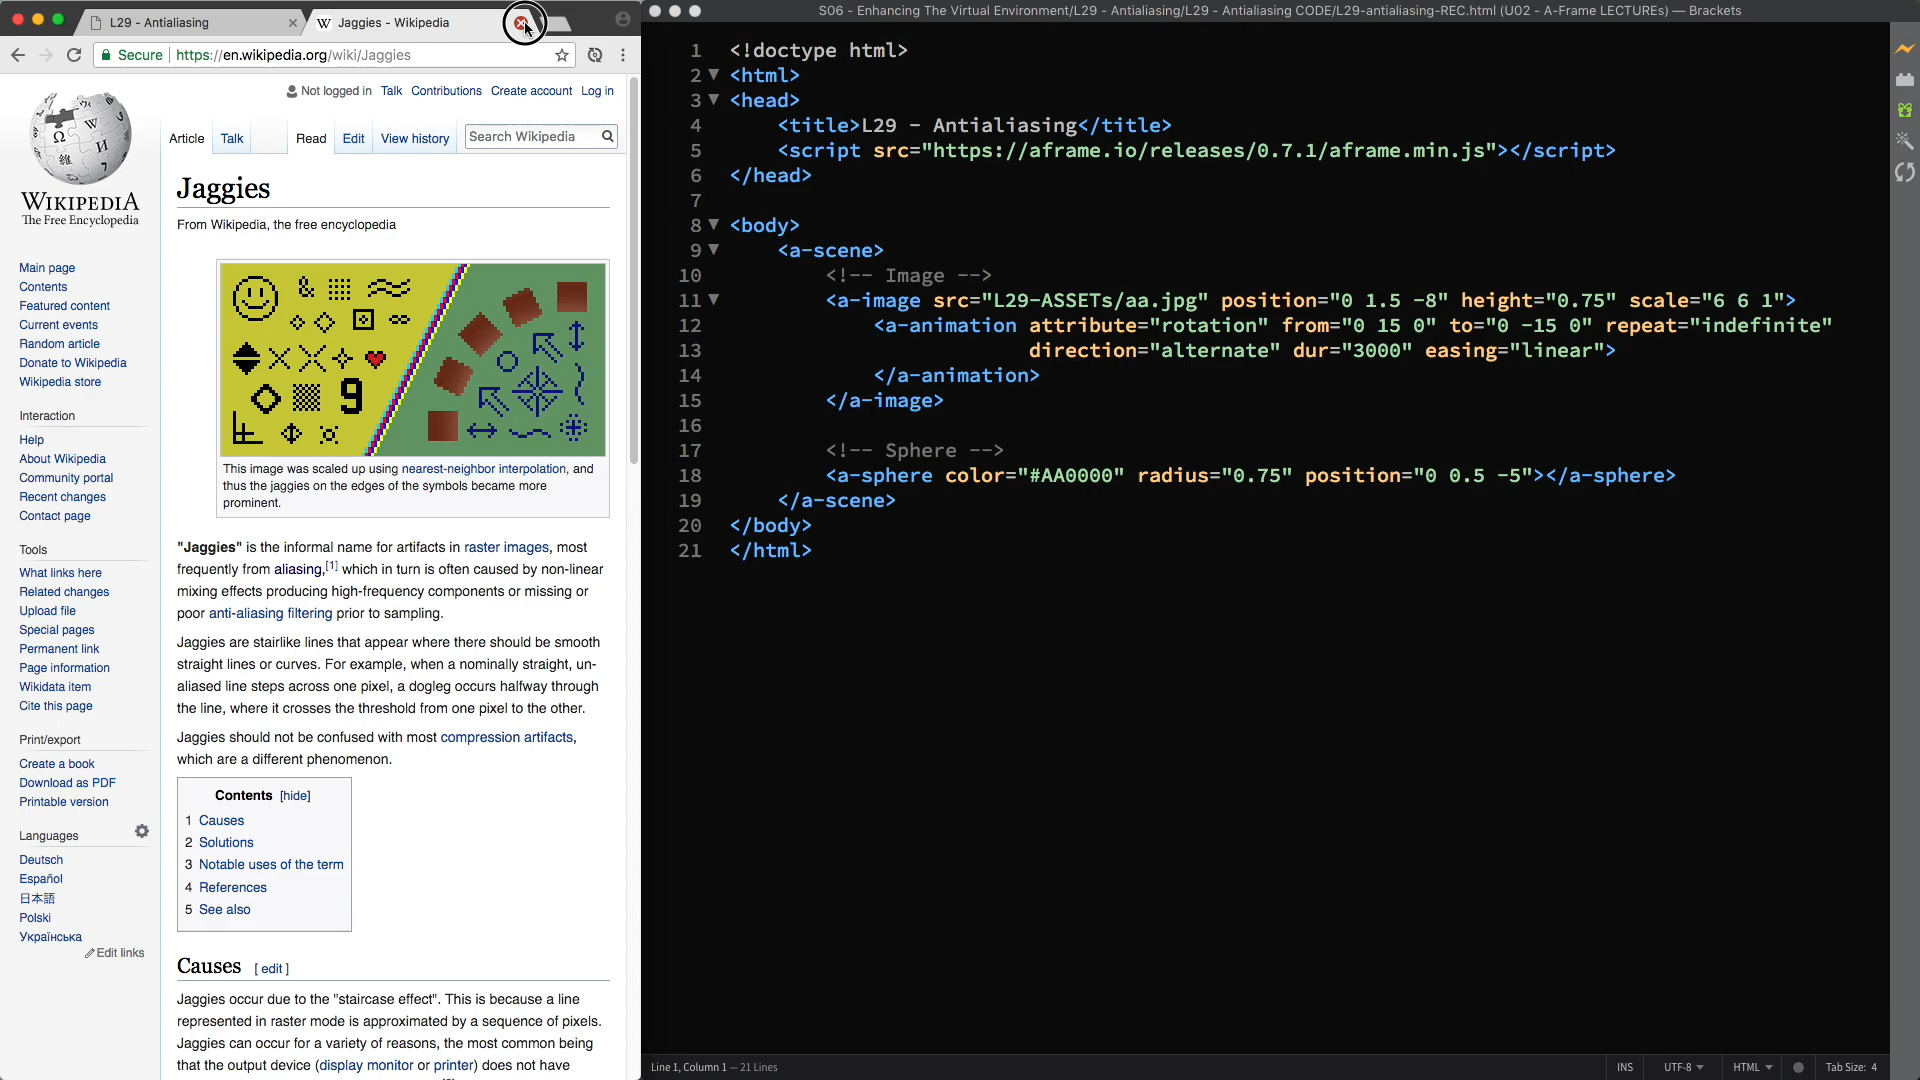 L29 - Antialiasing
Jaggies - Wikipedia
Secure
https://en.wikipedia.org/wiki/Jaggies
Not logged in Talk Contributions Create account Log in
Article Talk Read Edit View history Search Wikipedia
WIKIPEDIA
The Free Encyclopedia
Jaggies
From Wikipedia, the free encyclopedia
Main page
Contents
Featured content
Current events
Random article
Donate to Wikipedia
Wikipedia store
Interaction
Help
About Wikipedia
Community portal
Recent changes
Contact page
Tools
What links here
Related changes
Upload file
Special pages
Permanent link
Page information
Wikidata item
Cite this page
Print/export
Create a book
Download as PDF
Printable version
Languages
Deutsch
Español
日本語
Polski
Українська
Edit links
&
9
This image was scaled up using nearest-neighbor interpolation, and
thus the jaggies on the edges of the symbols became more
prominent.
"Jaggies" is the informal name for artifacts in raster images, most
frequently from aliasing,[1] which in turn is often caused by non-linear
mixing effects producing high-frequency components or missing or
poor anti-aliasing filtering prior to sampling.
Jaggies are stairlike lines that appear where there should be smooth
straight lines or curves. For example, when a nominally straight, un-
aliased line steps across one pixel, a dogleg occurs halfway through
the line, where it crosses the threshold from one pixel to the other.
Jaggies should not be confused with most compression artifacts,
which are a different phenomenon.
Contents [hide]
1 Causes
2 Solutions
3 Notable uses of the term
4 References
5 See also
Causes [ edit ]
Jaggies occur due to the "staircase effect". This is because a line
represented in raster mode is approximated by a sequence of pixels.
Jaggies can occur for a variety of reasons, the most common being
that the output device (display monitor or printer) does not have
S06 - Enhancing The Virtual Environment/L29 - Antialiasing/L29 - Antialiasing CODE/L29-antialiasing-REC.html (U02 - A-Frame LECTUREs) — Brackets
1 <!doctype html>
2 <html>
3 <head>
4 <title>L29 - Antialiasing</title>
5 <script src="https://aframe.io/releases/0.7.1/aframe.min.js"></script>
6 </head>
7
8 <body>
9 <a-scene>
10 <!-- Image -->
11 <a-image src="L29-ASSETs/aa.jpg" position="0 1.5 -8" height="0.75" scale="6 6 1">
12 <a-animation attribute="rotation" from="0 15 0" to="0 -15 0" repeat="indefinite"
13 direction="alternate" dur="3000" easing="linear">
14 </a-animation>
15 </a-image>
16
17 <!-- Sphere -->
18 <a-sphere color="#AA0000" radius="0.75" position="0 0.5 -5"></a-sphere>
19 </a-scene>
20 </body>
21 </html>
Line 1, Column 1 — 21 Lines
INS UTF-8 HTML Tab Size: 4